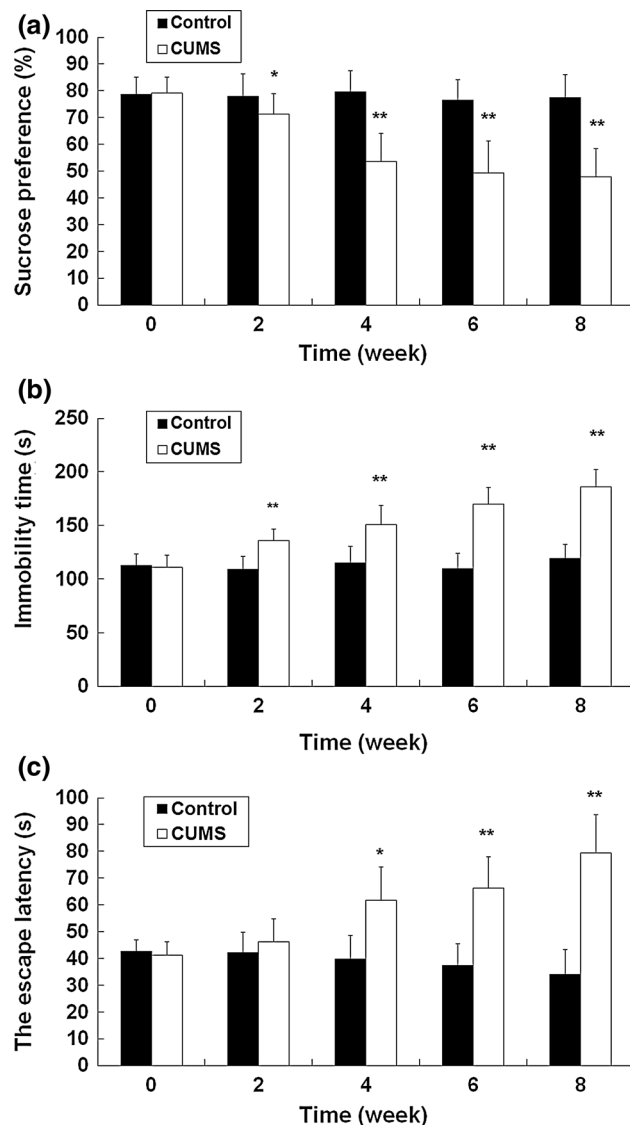 (a)
Control
CUMS
Sucrose preference (%)
100
90
80
70
60
50
40
30
20
10
0
*
**
**
**
0 2 4 6 8
Time (week)
(b)
Control
CUMS
Immobility time (s)
250
200
150
100
50
0
**
**
**
**
0 2 4 6 8
Time (week)
(c)
Control
CUMS
The escape latency (s)
100
90
80
70
60
50
40
30
20
10
0
*
**
**
0 2 4 6 8
Time (week)